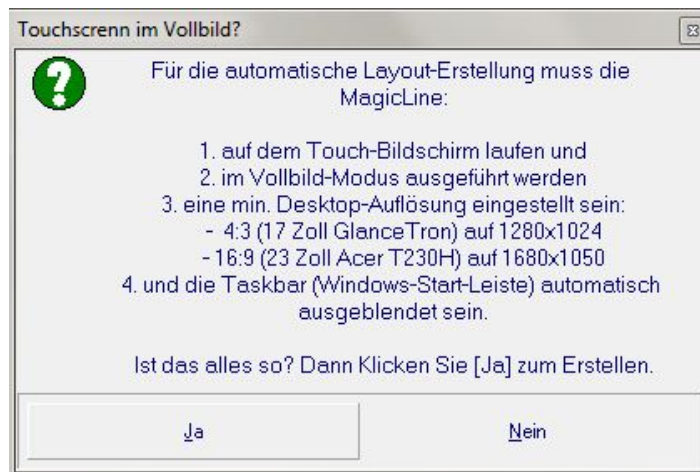 Touchscrenn im Vollbild?
Für die automatische Layout-Erstellung muss die
MagicLine:
1. auf dem Touch-Bildschirm laufen und
2. im Vollbild-Modus ausgeführt werden
3. eine min. Desktop-Auflösung eingestellt sein:
- 4:3 (17 Zoll GlanceTron) auf 1280x1024
- 16:9 (23 Zoll Acer T230H) auf 1680x1050
4. und die Taskbar (Windows-Start-Leiste) automatisch
ausgeblendet sein.
Ist das alles so? Dann Klicken Sie [Ja] zum Erstellen.
Ja
Nein